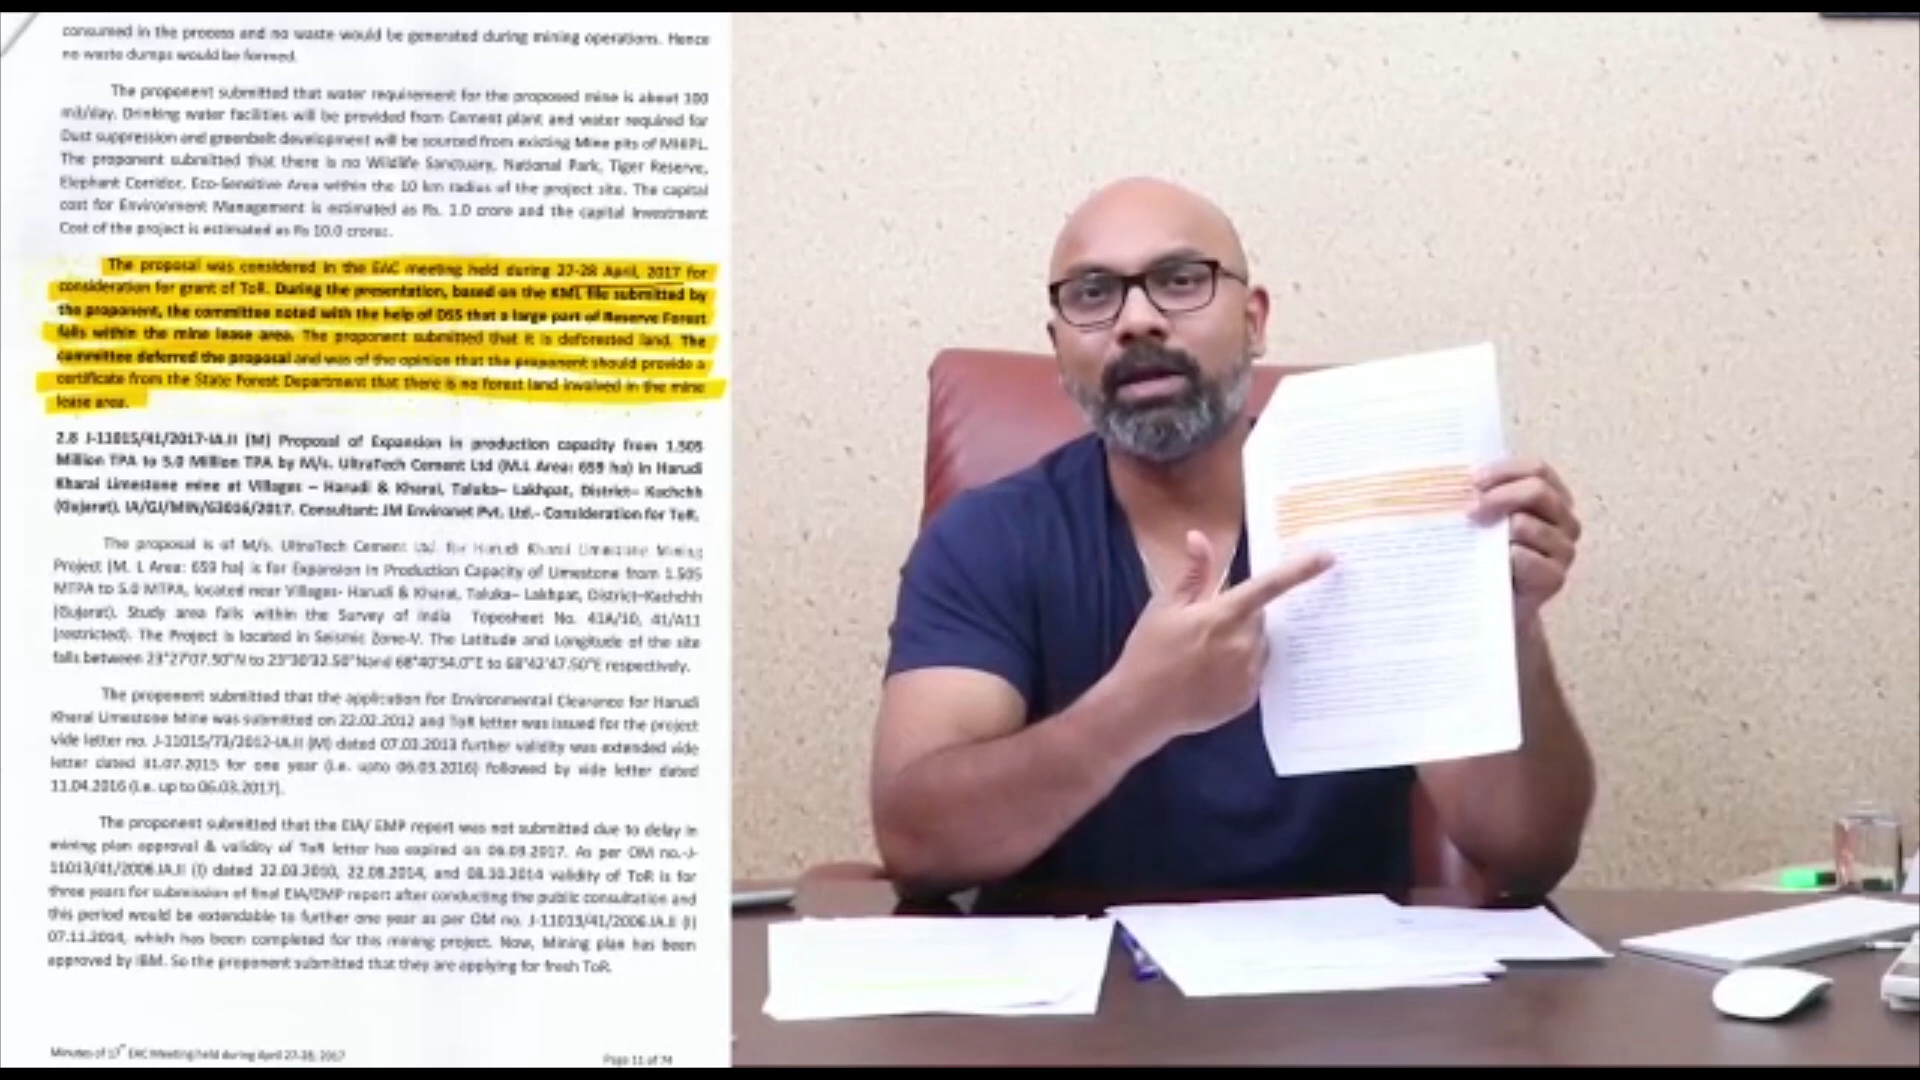 consumed in the process and no waste would be generated during mining operations. Hence
no waste dumps would be formed.
The proponent submitted that water requirement for the proposed mine is about 100
m3/day. Drinking water facilities will be provided from Cement plant and water required for
Dust suppression and greenbelt development will be sourced from existing Mine pits of MHIPL.
The proponent submitted that there is no Wildlife Sanctuary, National Park, Tiger Reserve,
Elephant Corridor, Eco-Sensitive Area within the 10 km radius of the project site. The capital
cost for Environment Management is estimated as Rs. 1.0 crore and the capital Investment
Cost of the project is estimated as Rs 10.0 crores.
The proposal was considered in the EAC meeting held during 27-28 April, 2017 for
consideration for grant of ToR. During the presentation, based on the KML file submitted by
the proponent, the committee noted with the help of DSS that a large part of Reserve Forest
falls within the mine lease area. The proponent submitted that it is deforested land. The
committee deferred the proposal and was of the opinion that the proponent should provide a
certificate from the State Forest Department that there is no forest land involved in the mine
lease area.
2.8 J-11015/41/2017-IA.II (M) Proposal of Expansion in production capacity from 1.505
Million TPA to 5.0 Million TPA by M/s. UltraTech Cement Ltd (M.L Area: 659 ha) in Harudi
Kharai Limestone mine at Villages – Harudi & Kharai, Taluka– Lakhpat, District– Kachchh
(Gujarat). IA/GJ/MIN/63016/2017. Consultant: JM Environet Pvt. Ltd.- Consideration for ToR.
The proposal is of M/s. UltraTech Cement Ltd. for Harudi Kharai Limestone Mining
Project (M. L Area: 659 ha) is for Expansion in Production Capacity of Limestone from 1.505
MTPA to 5.0 MTPA, located near Villages- Harudi & Kharai, Taluka– Lakhpat, District–Kachchh
(Gujarat). Study area falls within the Survey of India Toposheet No. 41A/10, 41/A11
(restricted). The Project is located in Seismic Zone-V. The Latitude and Longitude of the site
falls between 23°27'07.50"N to 23°30'32.50"Nand 68°40'54.0"E to 68°42'47.50"E respectively.
The proponent submitted that the application for Environmental Clearance for Harudi
Kharai Limestone Mine was submitted on 22.02.2012 and ToR letter was issued for the project
vide letter no. J-11015/73/2012-IA.II (M) dated 07.03.2013 further validity was extended vide
letter dated 31.07.2015 for one year (i.e. upto 06.03.2016) followed by vide letter dated
11.04.2016 (i.e. up to 06.03.2017).
The proponent submitted that the EIA/ EMP report was not submitted due to delay in
mining plan approval & validity of ToR letter has expired on 06.03.2017. As per OM no.-J-
11013/41/2006.IA.II (I) dated 22.03.2010, 22.08.2014, and 08.10.2014 validity of ToR is for
three years for submission of final EIA/EMP report after conducting the public consultation and
this period would be extendable to further one year as per OM no. J-11013/41/2006.IA.II (I)
07.11.2014, which has been completed for this mining project. Now, Mining plan has been
approved by IBM. So the proponent submitted that they are applying for fresh ToR.
Minutes of 17th EAC Meeting held during April 27-28, 2017
Page 11 of 74